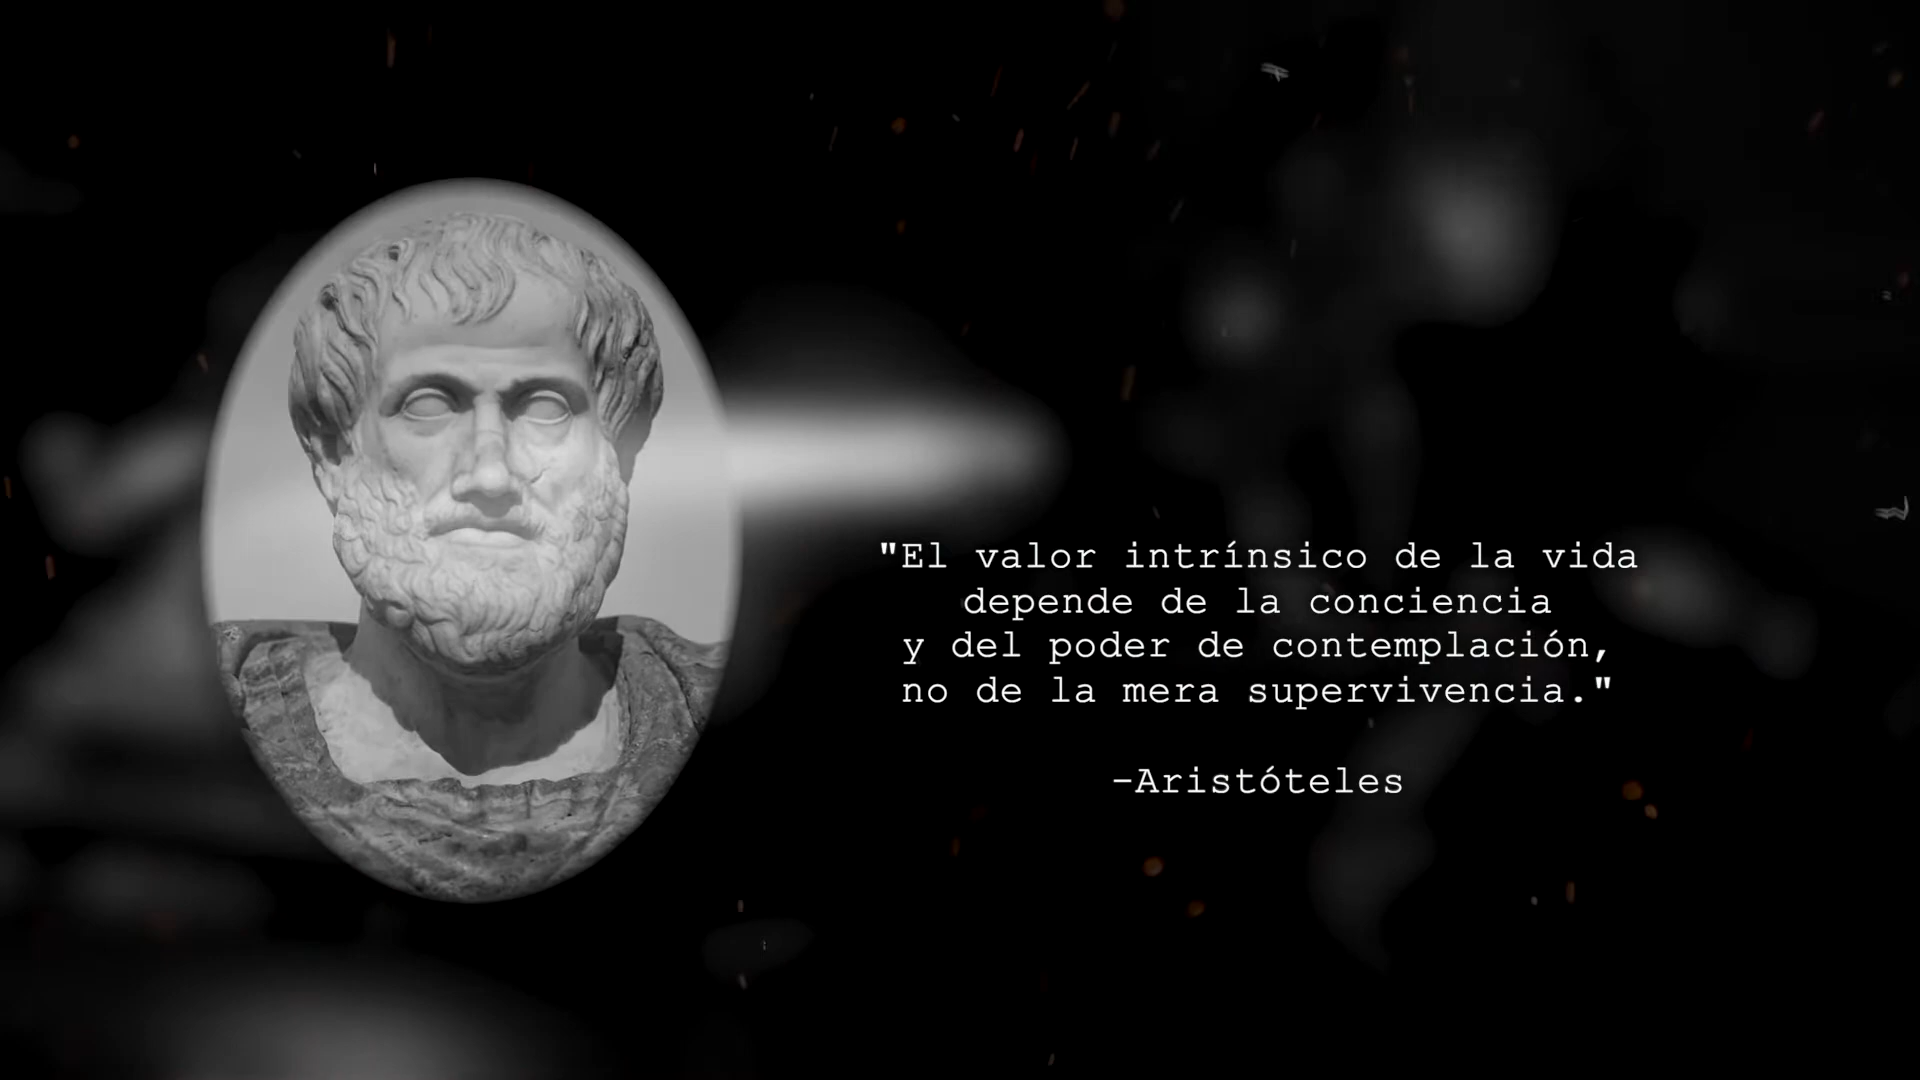 "El valor intrínsico de la vida
depende de la conciencia
y del poder de contemplación,
no de la mera supervivencia."
-Aristóteles